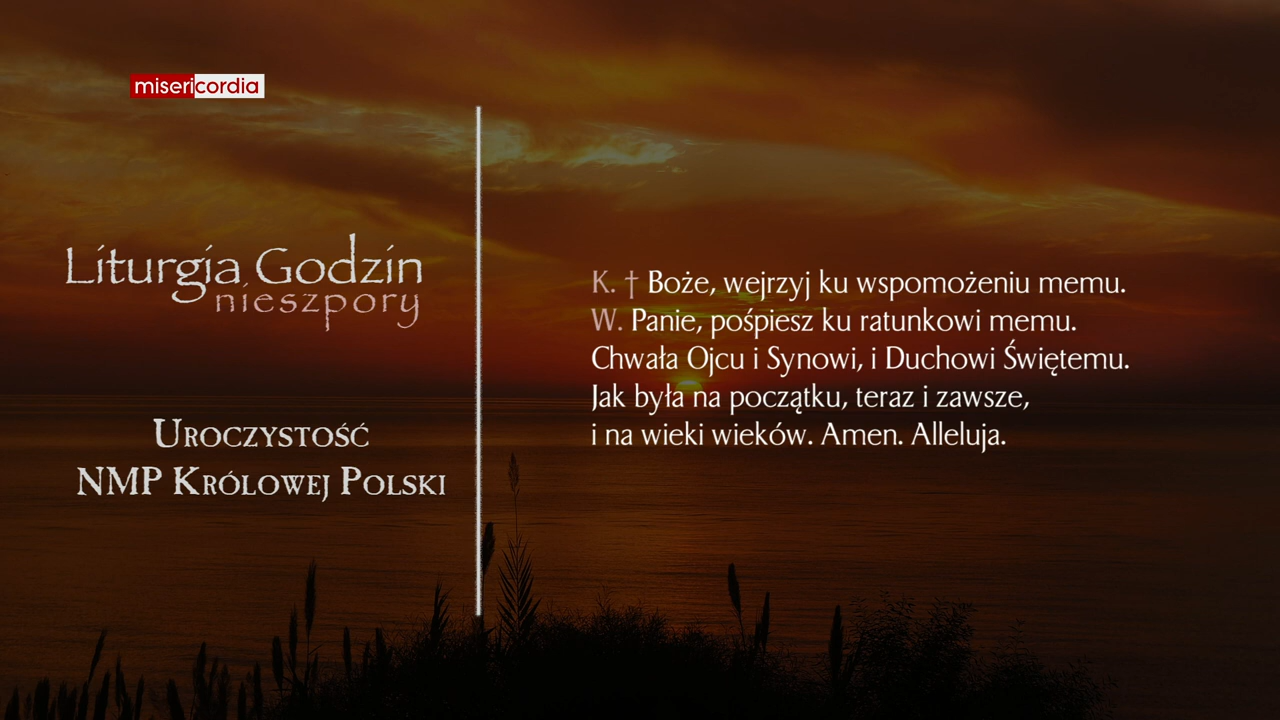 misericordia
Liturgia Godzin
nieszpory
Uroczystość
NMP Królowej Polski
K. † Boże, wejrzyj ku wspomożeniu memu.
W. Panie, pośpiesz ku ratunkowi memu.
Chwała Ojcu i Synowi, i Duchowi Świętemu.
Jak była na początku, teraz i zawsze,
i na wieki wieków. Amen. Alleluja.